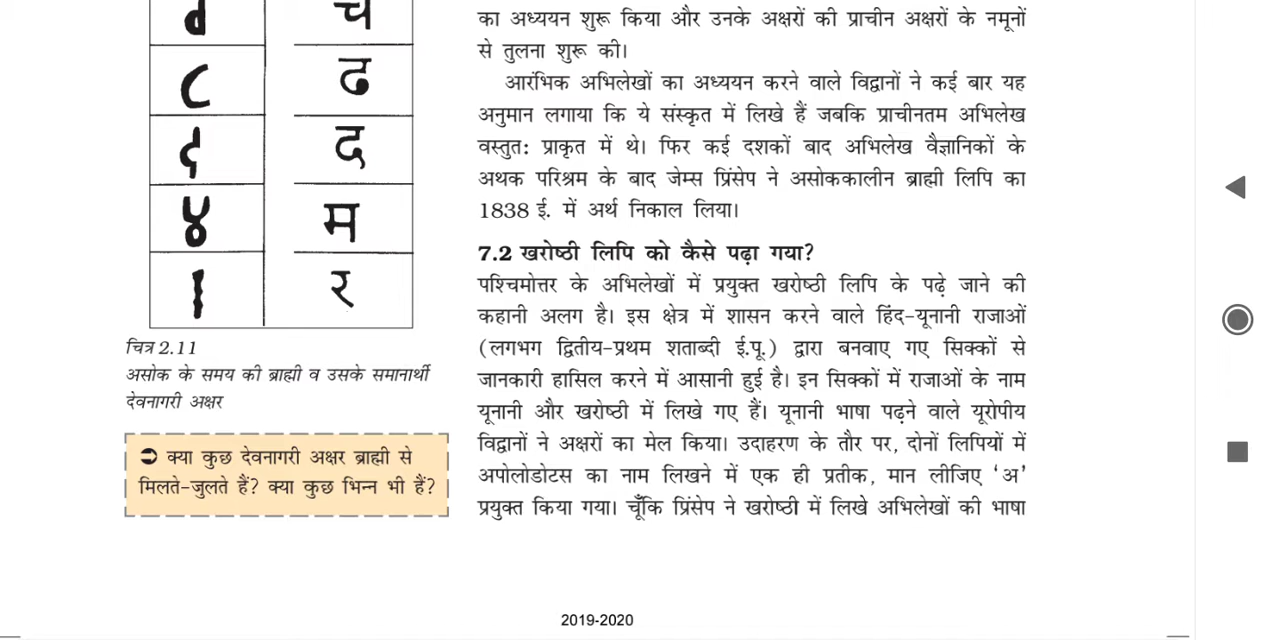 च
ढ
द
म
र
चित्र 2.11
असोक के समय की ब्राह्मी व उसके समानार्थी
देवनागरी अक्षर
➲ क्या कुछ देवनागरी अक्षर ब्राह्मी से
मिलते-जुलते हैं? क्या कुछ भिन्न भी हैं?
का अध्ययन शुरू किया और उनके अक्षरों की प्राचीन अक्षरों के नमूनों
से तुलना शुरू की।
आरंभिक अभिलेखों का अध्ययन करने वाले विद्वानों ने कई बार यह
अनुमान लगाया कि ये संस्कृत में लिखे हैं जबकि प्राचीनतम अभिलेख
वस्तुत: प्राकृत में थे। फिर कई दशकों बाद अभिलेख वैज्ञानिकों के
अथक परिश्रम के बाद जेम्स प्रिंसेप ने असोककालीन ब्राह्मी लिपि का
1838 ई. में अर्थ निकाल लिया।
7.2 खरोष्ठी लिपि को कैसे पढ़ा गया?
पश्चिमोत्तर के अभिलेखों में प्रयुक्त खरोष्ठी लिपि के पढ़े जाने की
कहानी अलग है। इस क्षेत्र में शासन करने वाले हिंद-यूनानी राजाओं
(लगभग द्वितीय-प्रथम शताब्दी ई.पू.) द्वारा बनवाए गए सिक्कों से
जानकारी हासिल करने में आसानी हुई है। इन सिक्कों में राजाओं के नाम
यूनानी और खरोष्ठी में लिखे गए हैं। यूनानी भाषा पढ़ने वाले यूरोपीय
विद्वानों ने अक्षरों का मेल किया। उदाहरण के तौर पर, दोनों लिपियों में
अपोलोडोटस का नाम लिखने में एक ही प्रतीक, मान लीजिए ‘अ’
प्रयुक्त किया गया। चूँकि प्रिंसेप ने खरोष्ठी में लिखे अभिलेखों की भाषा
2019-2020